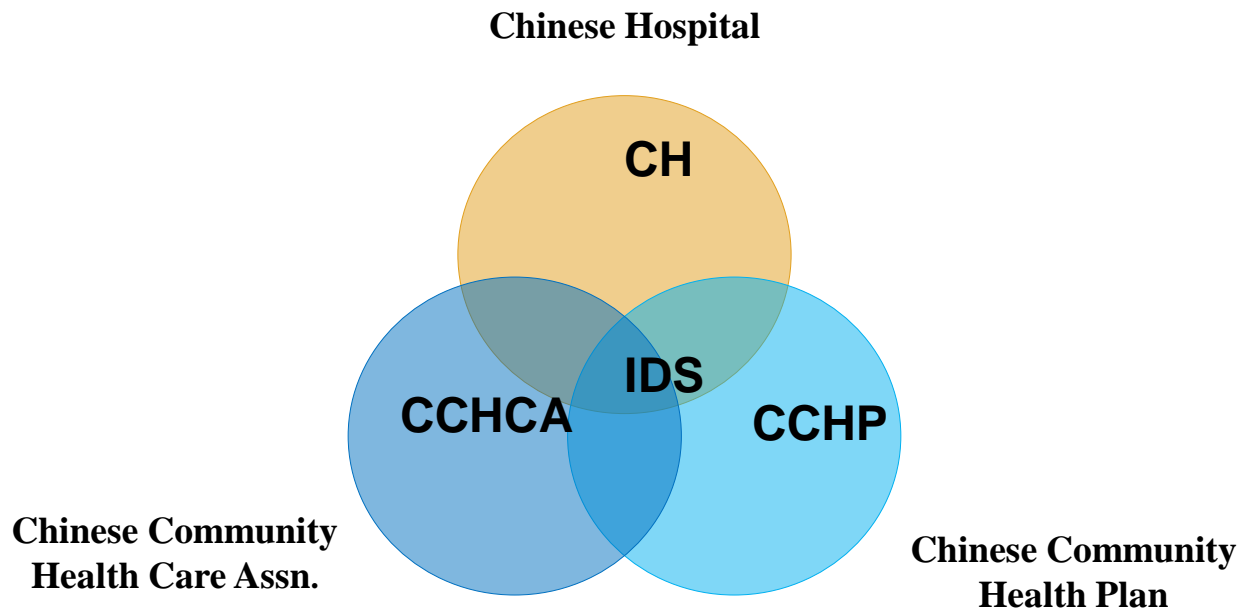 Chinese Hospital
CH
IDS
CCHCA
CCHP
Chinese Community
Health Care Assn.
Chinese Community
Health Plan